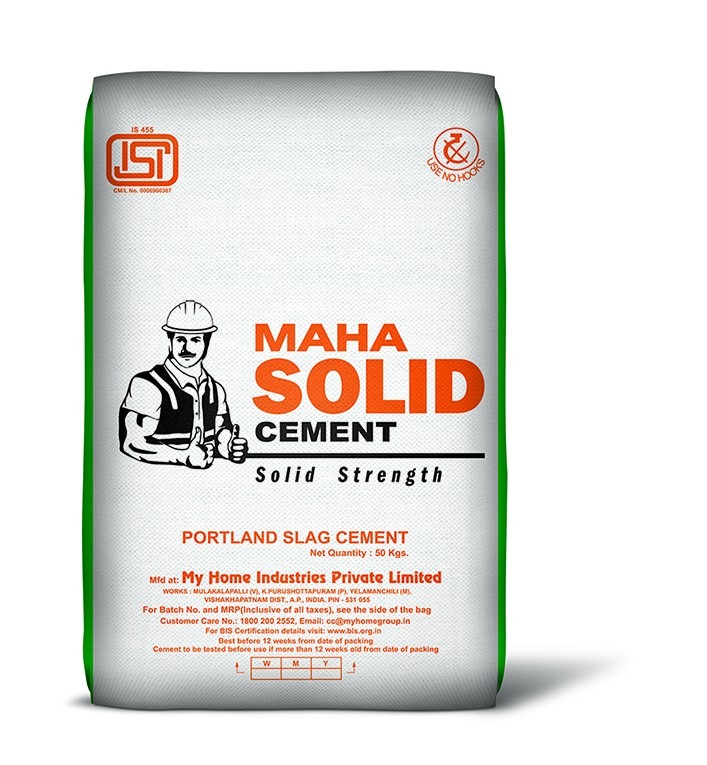 IS 455
ISI
CM/L No. 0006960387
USE NO HOOKS
MAHA
SOLID
CEMENT
Solid Strength
PORTLAND SLAG CEMENT
Net Quantity : 50 Kgs.
Mfd at: My Home Industries Private Limited
WORKS : MULAKALAPALLI (V), K.PURUSHOTTAPURAM (P), YELAMANCHILI (M),
VISHAKHAPATNAM DIST., A.P., INDIA. PIN - 531 055
For Batch No. and MRP(Inclusive of all taxes), see the side of the bag
Customer Care No.: 1800 200 2552, Email: cc@myhomegroup.in
For BIS Certification details visit: www.bis.org.in
Best before 12 weeks from date of packing
Cement to be tested before use if more than 12 weeks old from date of packing
W M Y